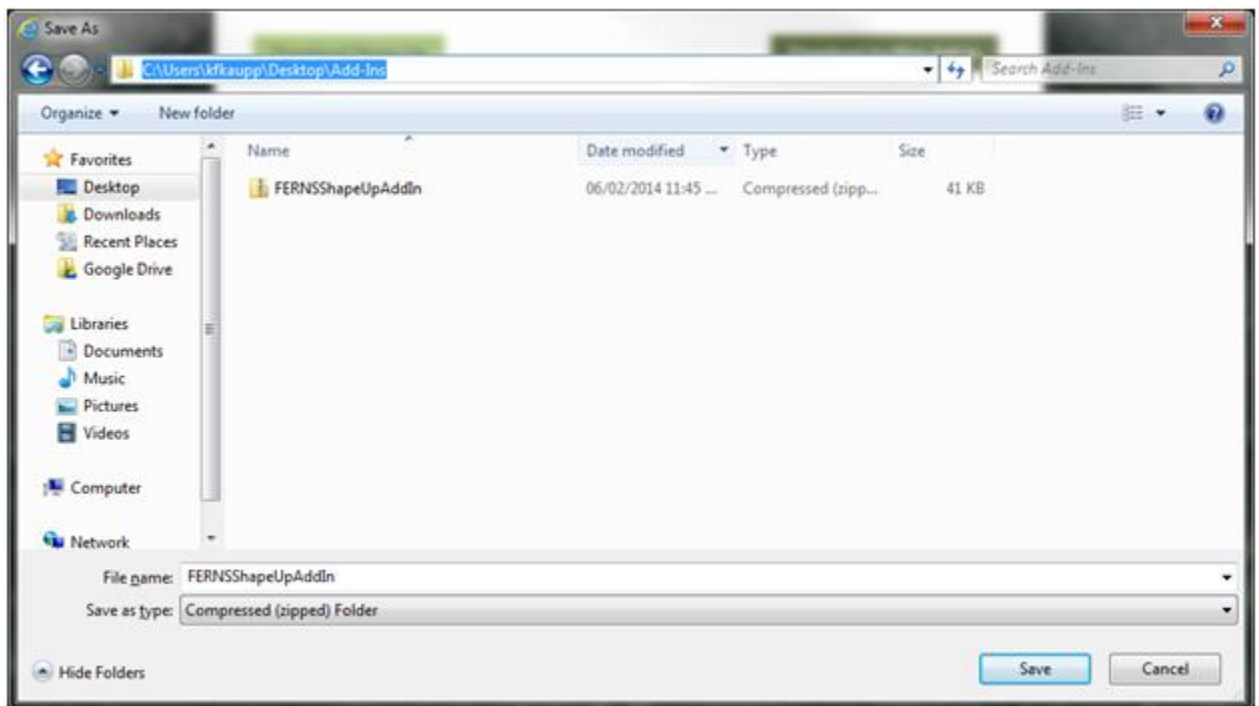 Save As
C:\Users\kfkaupp\Desktop\Add-Ins
Search Add-Ins
Organize
New folder
Name Date modified Type Size
FERNSShapeUpAddIn 06/02/2014 11:45 ... Compressed (zipp... 41 KB
Favorites
Desktop
Downloads
Recent Places
Google Drive
Libraries
Documents
Music
Pictures
Videos
Computer
Network
File name: FERNSShapeUpAddIn
Save as type: Compressed (zipped) Folder
Hide Folders
Save Cancel